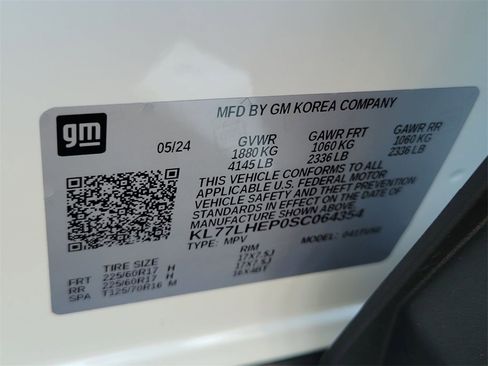 MFD BY GM KOREA COMPANY
gm
05/24
GVWR GAWR FRT GAWR RR
1880 KG 1060 KG 1060 KG
4145 LB 2336 LB 2336 LB
THIS VEHICLE CONFORMS TO ALL
APPLICABLE U.S. FEDERAL MOTOR
VEHICLE SAFETY AND THEFT PREVENTION
STANDARDS IN EFFECT ON THE DATE OF
MANUFACTURE SHOWN ABOVE.
KL77LHEP0SC064354
TYPE: MPV MODEL:
TIRE SIZE RIM
FRT 225/60R17 H 17X7.5J
RR 225/60R17 H 17X7.5J
SPA T125/70R16 M 16X4BT